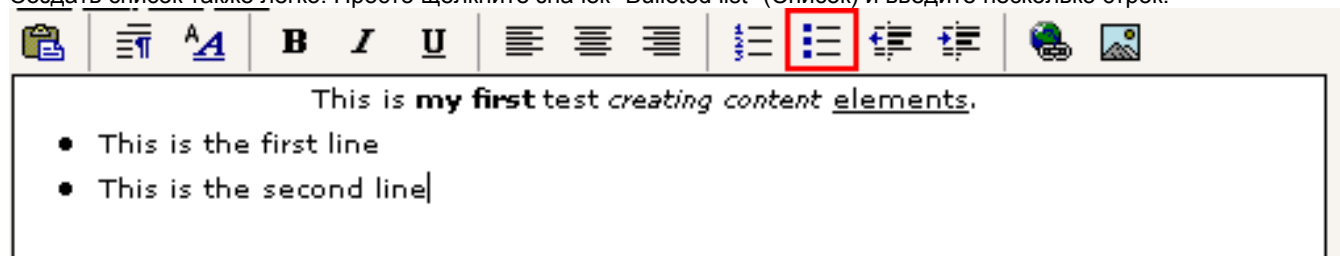 Создать список также легко. Просто щелкните значок "Bulleted list" (Список) и введите несколько строк.
This is my first test creating content elements.
• This is the first line
• This is the second line